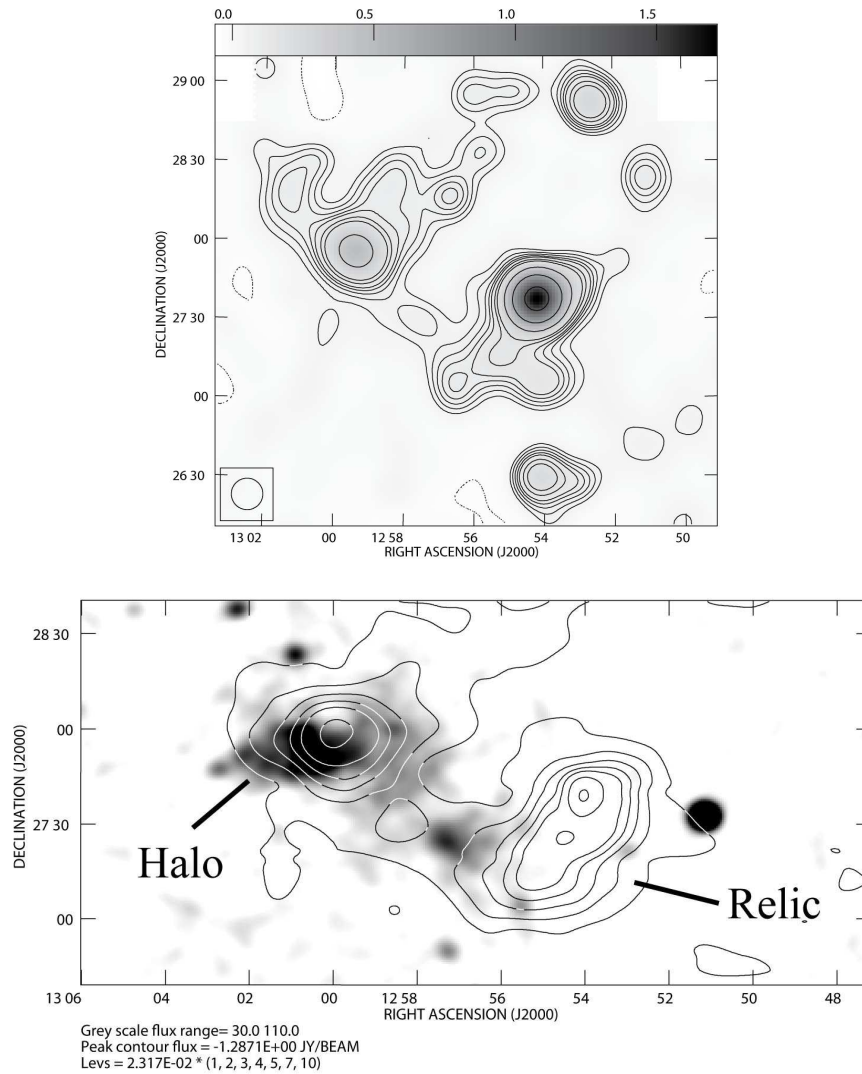 0.0 0.5 1.0 1.5
29 00
28 30
00
27 30
00
26 30
DECLINATION (J2000)
13 02 00 12 58 56 54 52 50
RIGHT ASCENSION (J2000)
28 30
00
27 30
00
DECLINATION (J2000)
Halo
Relic
13 06 04 02 00 12 58 56 54 52 50 48
RIGHT ASCENSION (J2000)
Grey scale flux range= 30.0 110.0
Peak contour flux = -1.2871E+00 JY/BEAM
Levs = 2.317E-02 * (1, 2, 3, 4, 5, 7, 10)